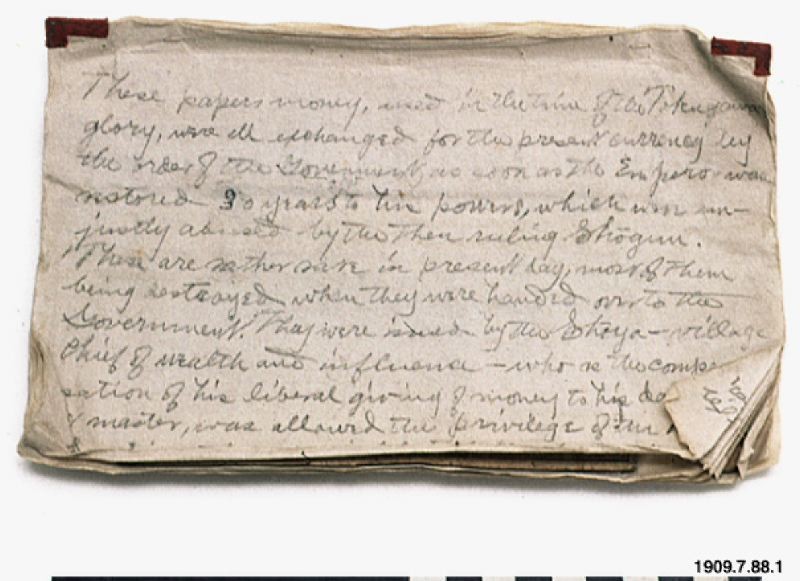 These papers money, used in the time of the Tokugawa
glory, were all exchanged for the present currency by
the order of the Government, as soon as the Emperor was
restored 30 years to his powers, which were un-
justly abused by the then ruling Shōgun.
These are rather rare in present day, most of them
being destroyed when they were handed over to the
Government. They were issued by the Shoya - village
Chief of wealth and influence - who as the compe
sation of his liberal giving of money to his
& master, was allowed the privilege of
1909.7.88.1